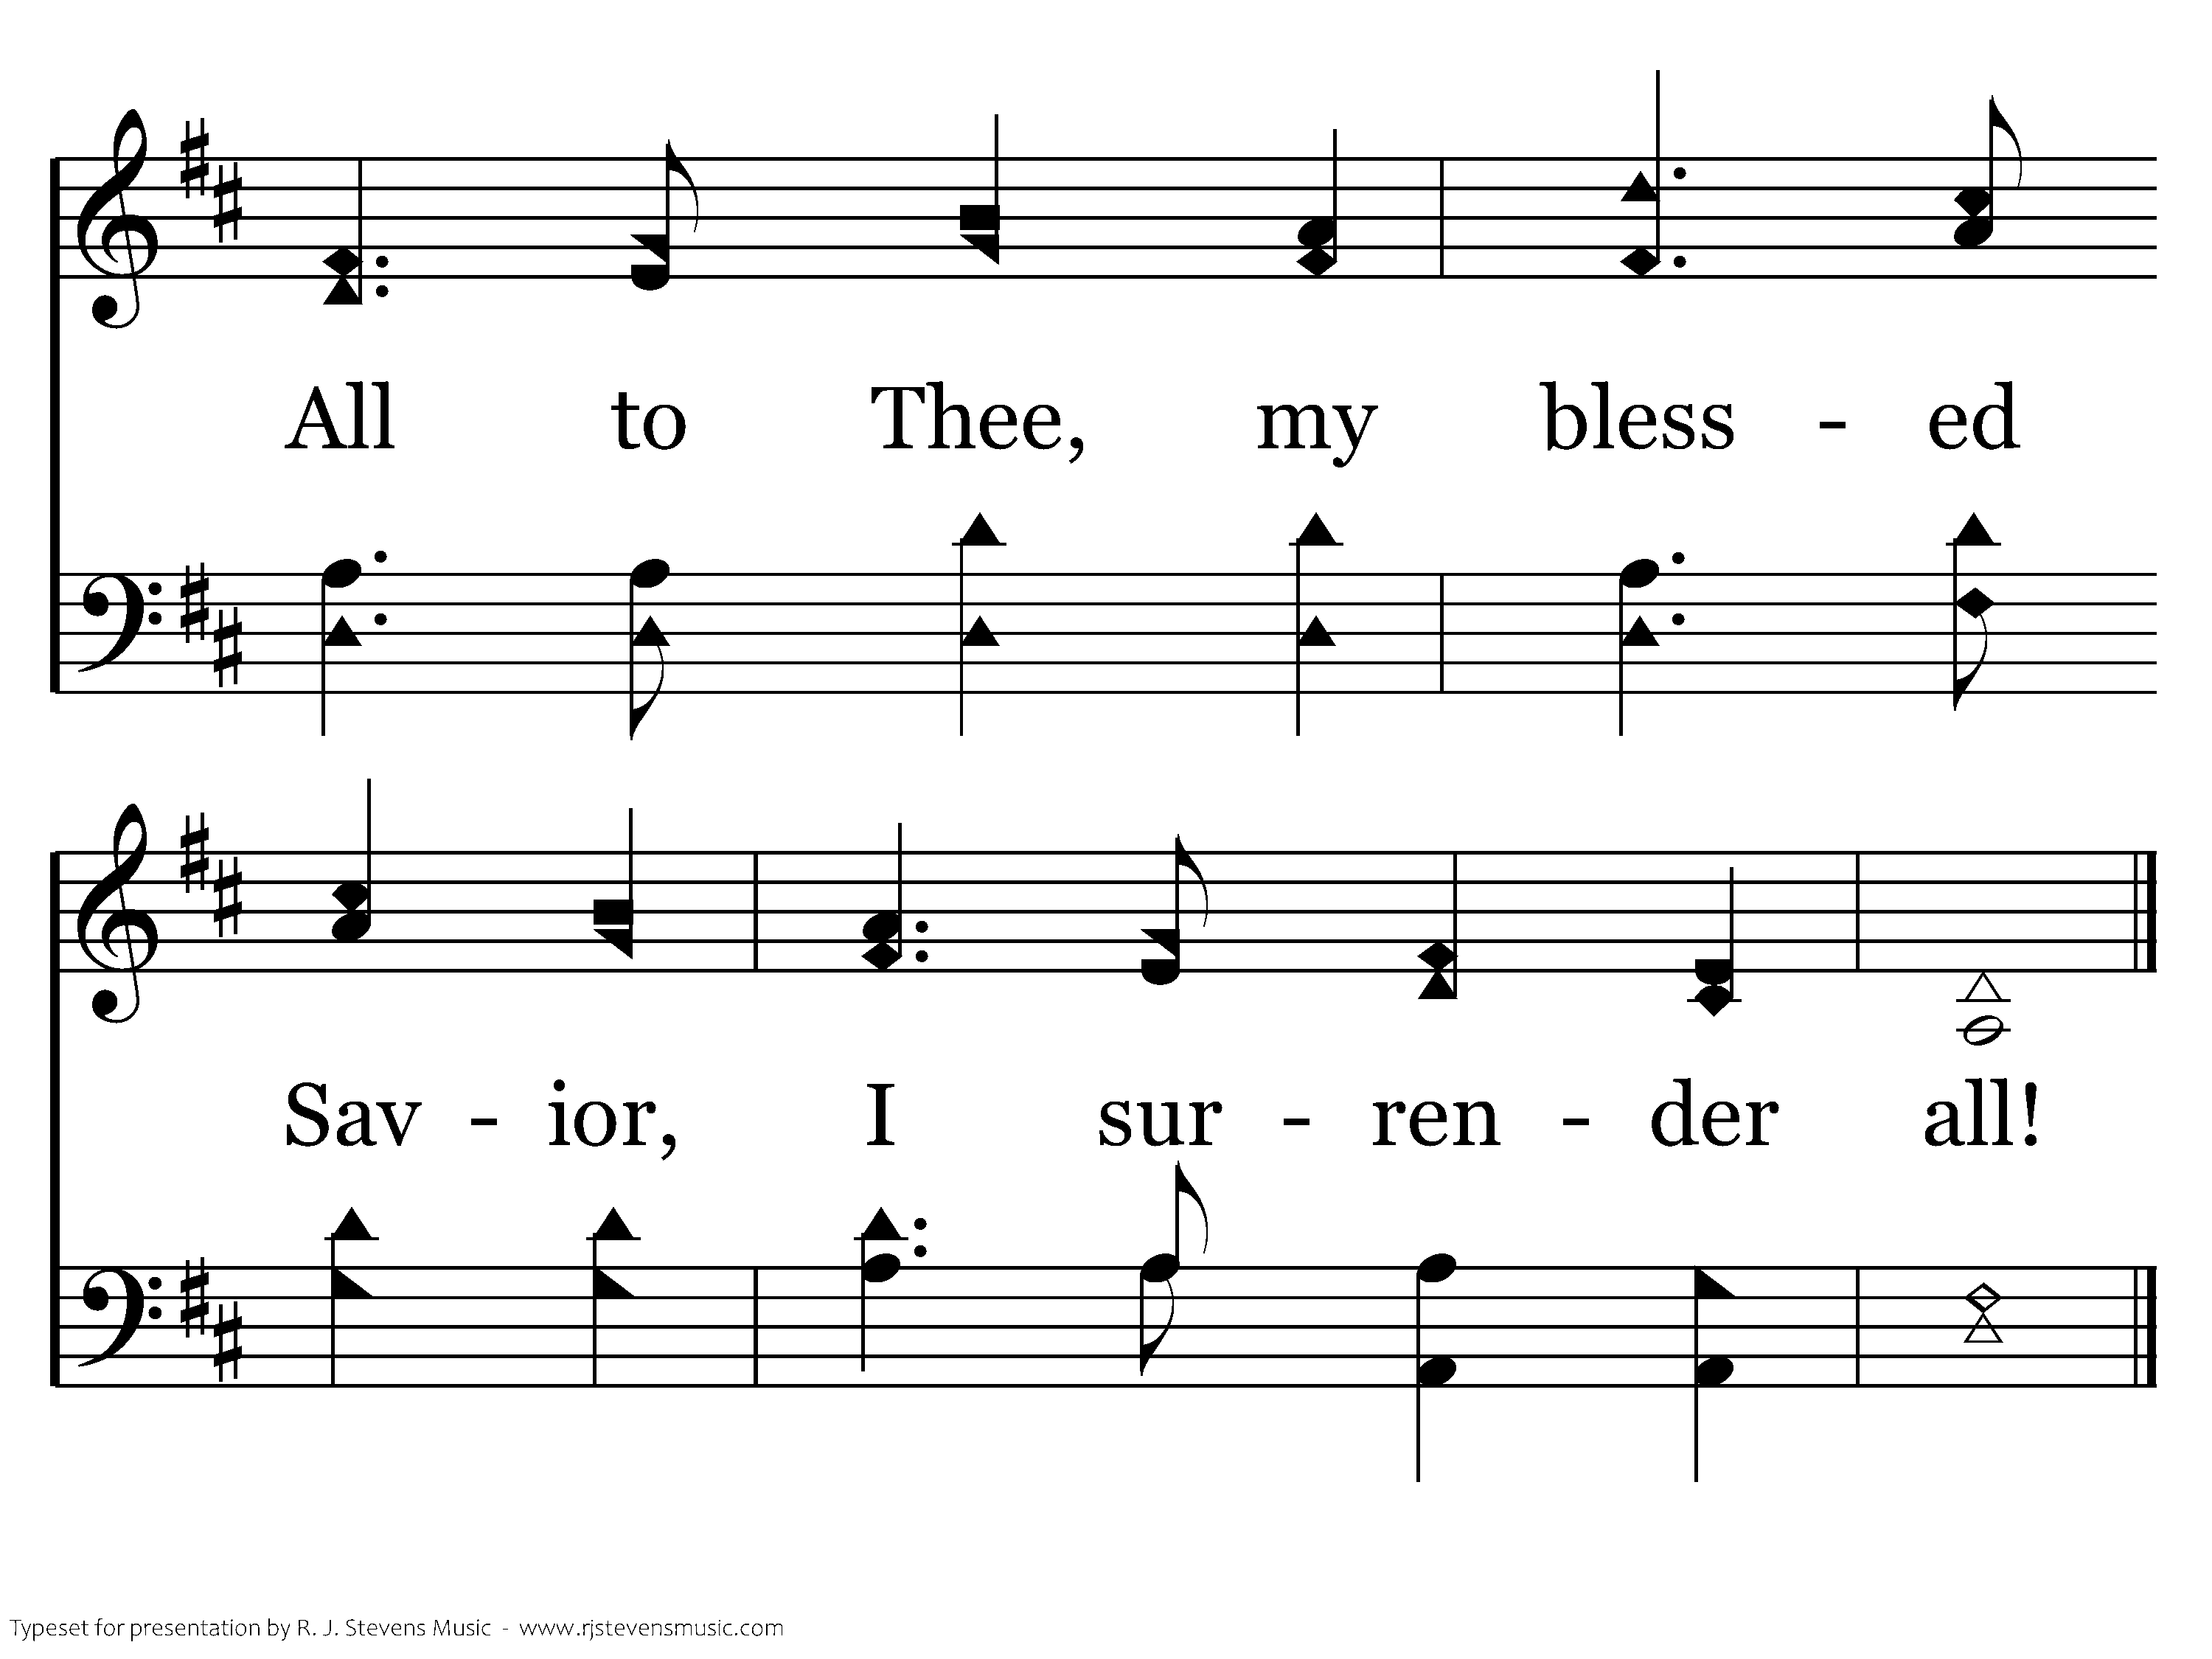 All to Thee, my bless - ed
Sav - ior, I sur - ren - der all!
Typeset for presentation by R. J. Stevens Music - www.rjstevensmusic.com